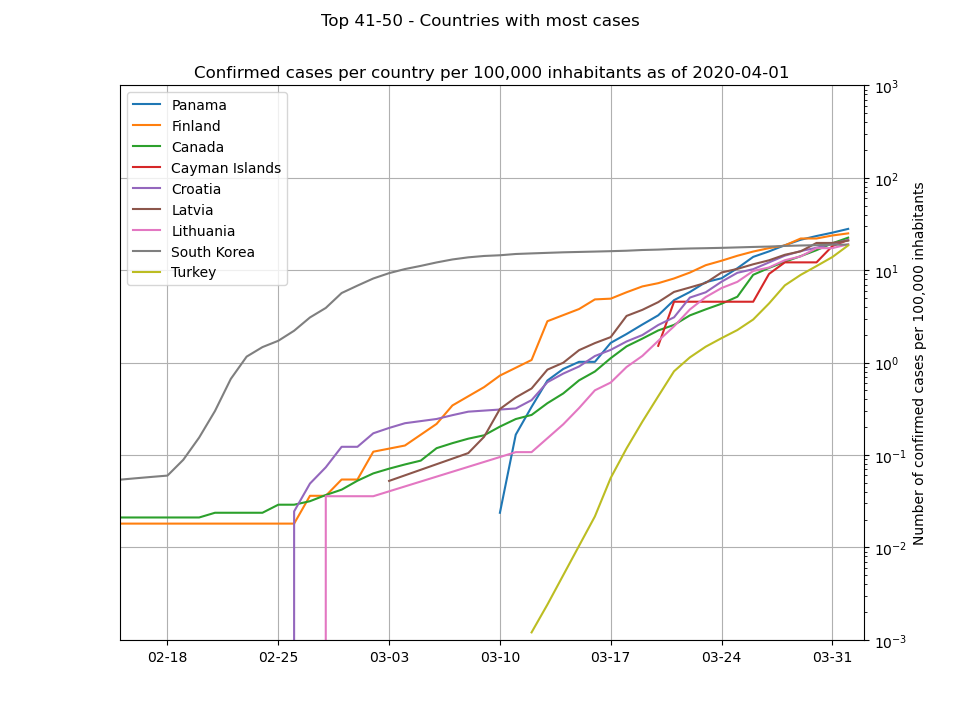 Top 41-50 - Countries with most cases
Confirmed cases per country per 100,000 inhabitants as of 2020-04-01
Panama
Finland
Canada
Cayman Islands
Croatia
Latvia
Lithuania
South Korea
Turkey
10³
10²
10¹
10⁰
10⁻¹
10⁻²
10⁻³
Number of confirmed cases per 100,000 inhabitants
02-18 02-25 03-03 03-10 03-17 03-24 03-31